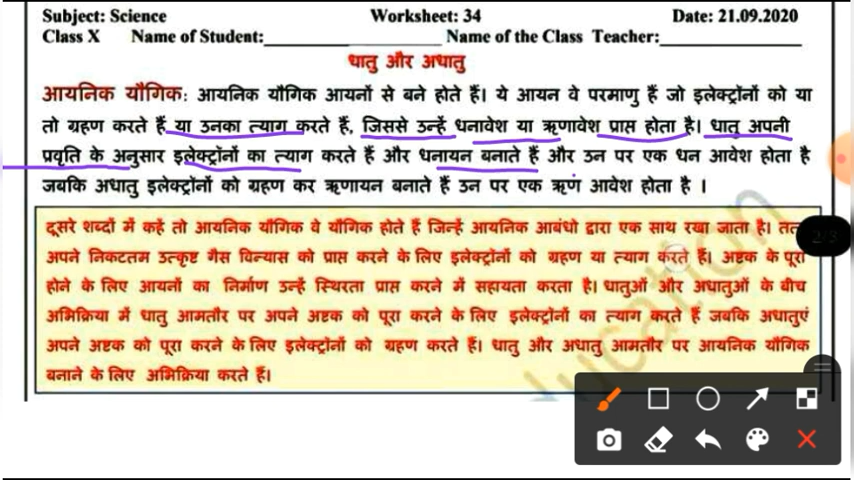 Subject: Science Worksheet: 34 Date: 21.09.2020
Class X Name of Student:____________________ Name of the Class Teacher:________________
धातु और अधातु
आयनिक यौगिक: आयनिक यौगिक आयनों से बने होते हैं। ये आयन वे परमाणु हैं जो इलेक्ट्रॉनों को या
तो ग्रहण करते हैं या उनका त्याग करते हैं, जिससे उन्हें धनावेश या ऋणावेश प्राप्त होता है। धातु अपनी
प्रवृति के अनुसार इलेक्ट्रॉनों का त्याग करते हैं और धनायन बनाते हैं और उन पर एक धन आवेश होता है
जबकि अधातु इलेक्ट्रॉनों को ग्रहण कर ऋणायन बनाते हैं उन पर एक ऋण आवेश होता है ।
दूसरे शब्दों में कहें तो आयनिक यौगिक वे यौगिक होते हैं जिन्हें आयनिक आबंधो द्वारा एक साथ रखा जाता है।
अपने निकटतम उत्कृष्ट गैस विन्यास को प्राप्त करने के लिए इलेक्ट्रॉनों को ग्रहण या त्याग करते हैं। अष्टक के पूरा
होने के लिए आयनों का निर्माण उन्हें स्थिरता प्राप्त करने में सहायता करता है। धातुओं और अधातुओं के बीच
अभिक्रिया में धातु आमतौर पर अपने अष्टक को पूरा करने के लिए इलेक्ट्रॉनों का त्याग करते हैं जबकि अधातुएं
अपने अष्टक को पूरा करने के लिए इलेक्ट्रॉनों को ग्रहण करते हैं। धातु और अधातु आमतौर पर आयनिक यौगिक
बनाने के लिए अभिक्रिया करते हैं।